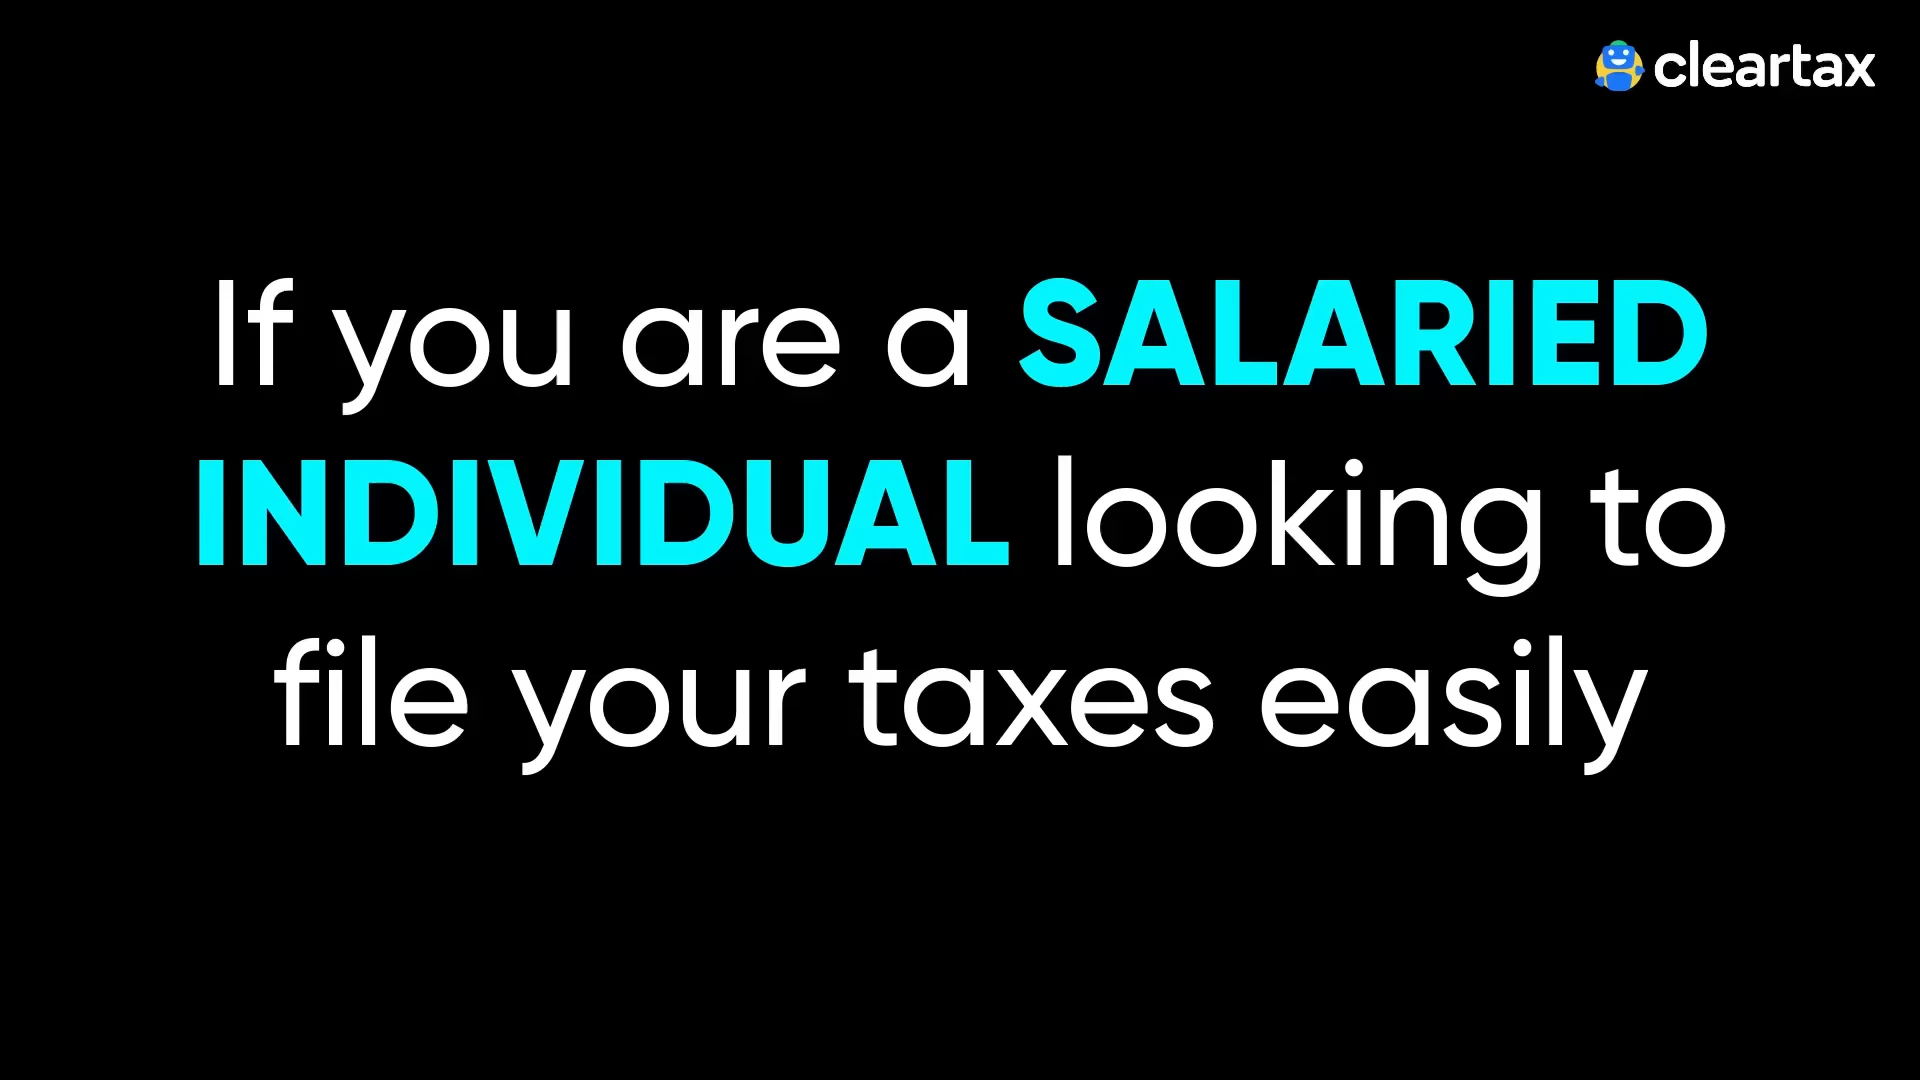 cleartax
If you are a SALARIED
INDIVIDUAL looking to
file your taxes easily